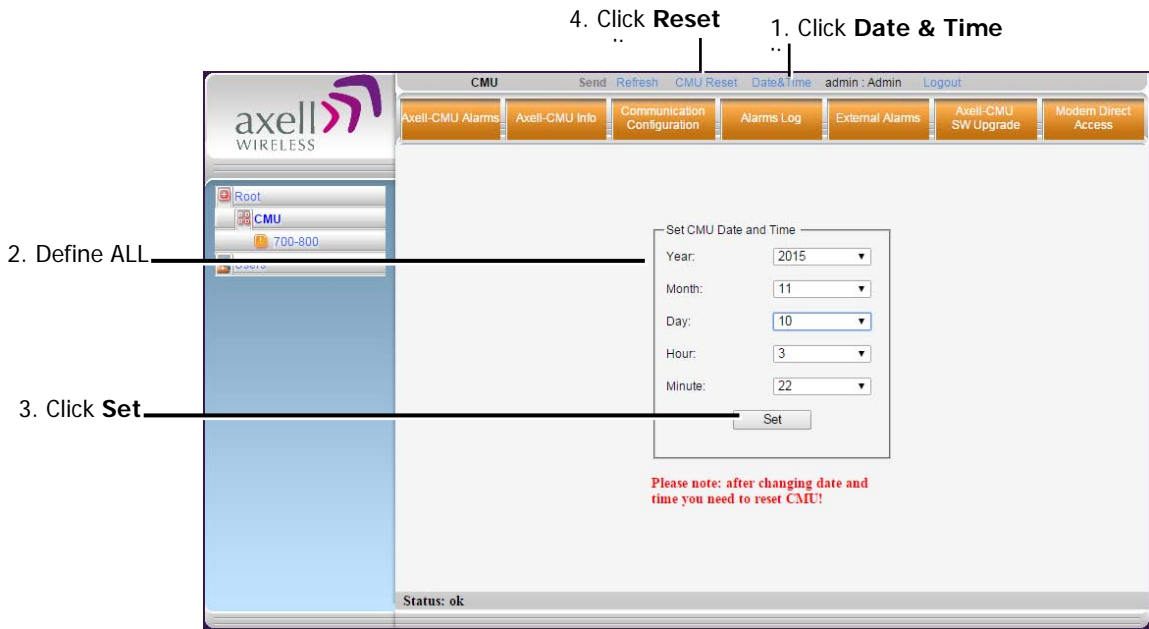 4. Click Reset
1. Click Date & Time
CMU Send Refresh CMU Reset Date&Time admin : Admin Logout
axell
WIRELESS
Axell-CMU Alarms
Axell-CMU Info
Communication
Configuration
Alarms Log
External Alarms
Axell-CMU
SW Upgrade
Modem Direct
Access
Root
CMU
700-800
Users
2. Define ALL
Set CMU Date and Time
Year: 2015
Month: 11
Day: 10
Hour: 3
Minute: 22
3. Click Set
Set
Please note: after changing date and
time you need to reset CMU!
Status: ok